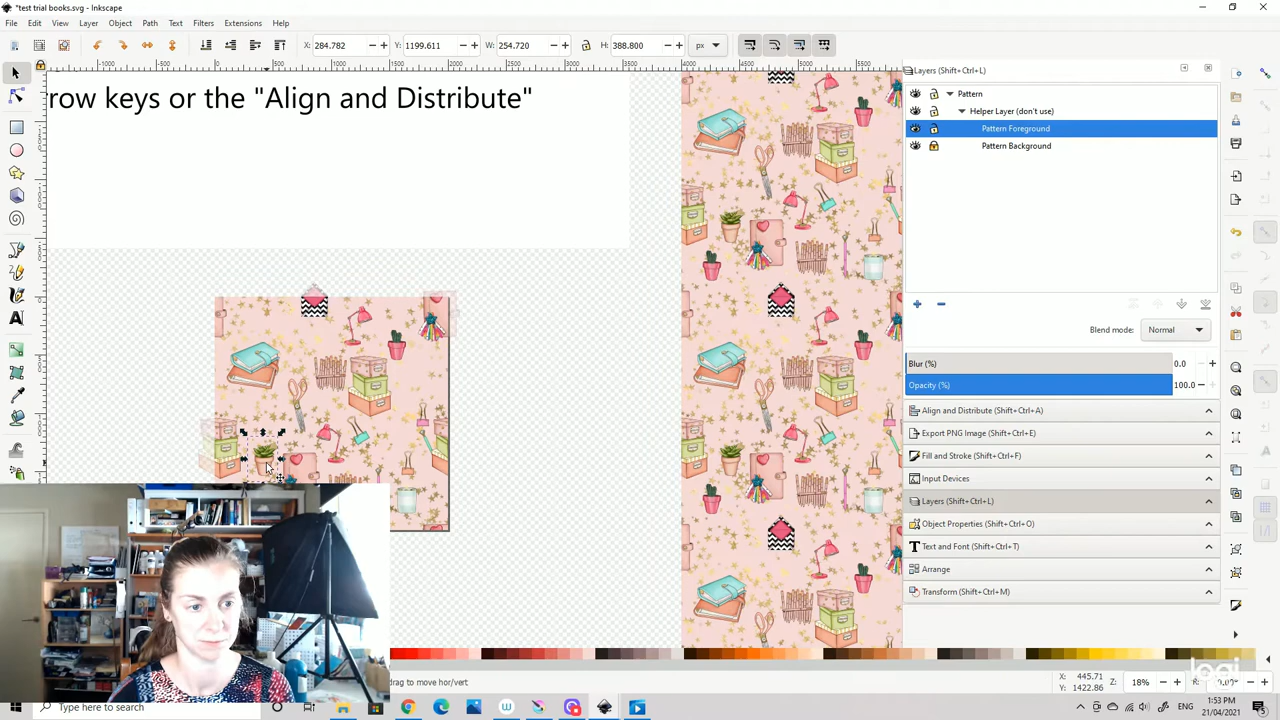 *test trial books.svg - Inkscape
File Edit View Layer Object Path Text Filters Extensions Help
X: 284.782 Y: 1199.611 W: 254.720 H: 388.800 px
row keys or the "Align and Distribute"
Layers (Shift+Ctrl+L)
Pattern
Helper Layer (don't use)
Pattern Foreground
Pattern Background
Blend mode: Normal
Blur (%) 0.0
Opacity (%) 100.0
Align and Distribute (Shift+Ctrl+A)
Export PNG Image (Shift+Ctrl+E)
Fill and Stroke (Shift+Ctrl+F)
Input Devices
Layers (Shift+Ctrl+L)
Object Properties (Shift+Ctrl+O)
Text and Font (Shift+Ctrl+T)
Arrange
Transform (Shift+Ctrl+M)
drag to move hor/vert
X: 445.71
Y: 1422.86
Z: 18%
R: 0.00°
logi
Type here to search
1:53 PM
21/04/2021